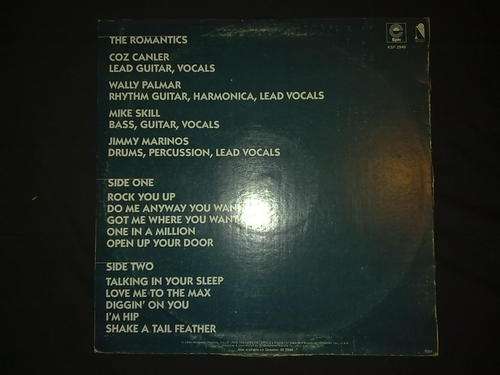 THE ROMANTICS
Epic
COZ CANLER
LEAD GUITAR, VOCALS
WALLY PALMAR
RHYTHM GUITAR, HARMONICA, LEAD VOCALS
MIKE SKILL
BASS, GUITAR, VOCALS
JIMMY MARINOS
DRUMS, PERCUSSION, LEAD VOCALS
SIDE ONE
ROCK YOU UP
DO ME ANYWAY YOU WAN
GOT ME WHERE YOU WAN
ONE IN A MILLION
OPEN UP YOUR DOOR
SIDE TWO
TALKING IN YOUR SLEEP
LOVE ME TO THE MAX
DIGGIN' ON YOU
I'M HIP
SHAKE A TAIL FEATHER